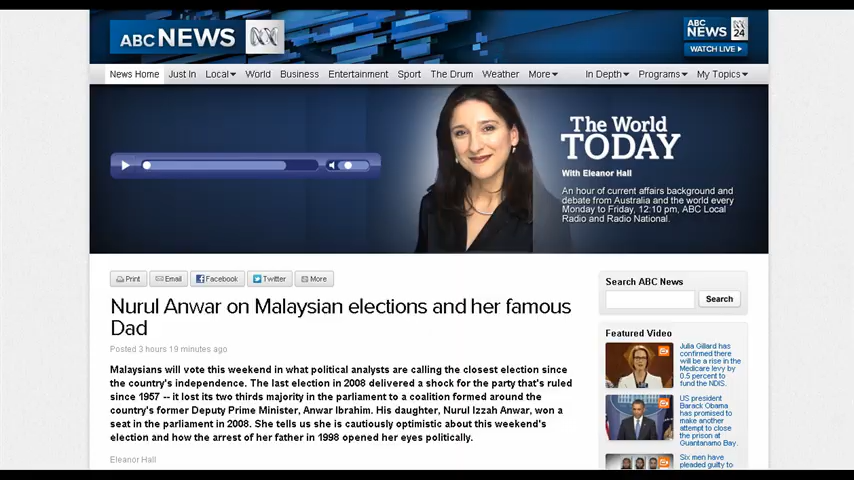 ABC NEWS
ABC NEWS 24
WATCH LIVE
News Home Just In Local World Business Entertainment Sport The Drum Weather More In Depth Programs My Topics
The World
TODAY
With Eleanor Hall
An hour of current affairs background and
debate from Australia and the world every
Monday to Friday, 12:10 pm, ABC Local
Radio and Radio National.
Print Email Facebook Twitter More
Nurul Anwar on Malaysian elections and her famous
Dad
Posted 3 hours 19 minutes ago
Malaysians will vote this weekend in what political analysts are calling the closest election since
the country's independence. The last election in 2008 delivered a shock for the party that's ruled
since 1957 -- it lost its two thirds majority in the parliament to a coalition formed around the
country's former Deputy Prime Minister, Anwar Ibrahim. His daughter, Nurul Izzah Anwar, won a
seat in the parliament in 2008. She tells us she is cautiously optimistic about this weekend's
election and how the arrest of her father in 1998 opened her eyes politically.
Eleanor Hall
Search ABC News
Search
Featured Video
Julia Gillard has
confirmed there
will be a rise in the
Medicare levy by
0.5 percent to
fund the NDIS.
US president
Barack Obama
has promised to
make another
attempt to close
the prison at
Guantanamo Bay.
Six men have
pleaded guilty to